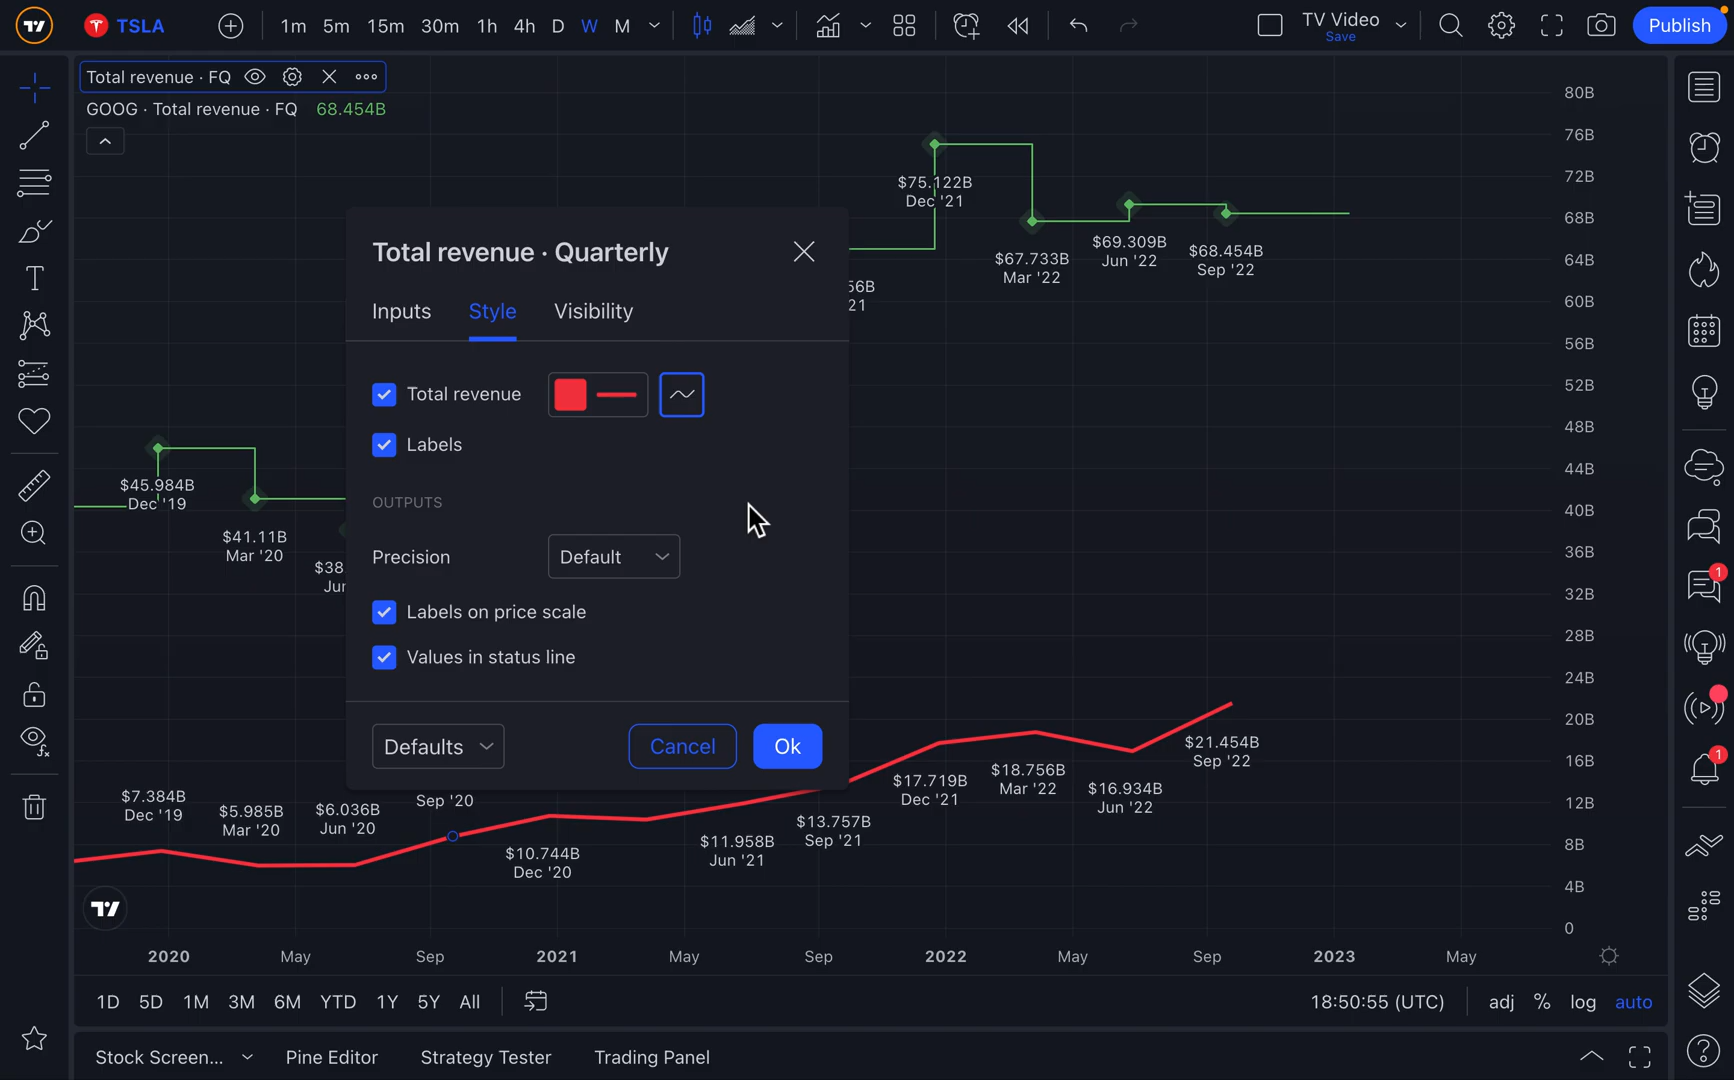 TSLA 1m 5m 15m 30m 1h 4h D W M TV Video Save Publish
Total revenue · FQ
GOOG · Total revenue · FQ 68.454B
80B
76B
72B
68B
64B
60B
56B
52B
48B
44B
40B
36B
32B
28B
24B
20B
16B
12B
8B
4B
0
$75.122B
Dec '21
$67.733B
Mar '22
$69.309B
Jun '22
$68.454B
Sep '22
56B
21
$45.984B
Dec '19
$41.11B
Mar '20
$38.
Jun
Total revenue · Quarterly
Inputs Style Visibility
Total revenue
Labels
OUTPUTS
Precision Default
Labels on price scale
Values in status line
Defaults Cancel Ok
$7.384B
Dec '19
$5.985B
Mar '20
$6.036B
Jun '20
Sep '20
$10.744B
Dec '20
$11.958B
Jun '21
$13.757B
Sep '21
$17.719B
Dec '21
$18.756B
Mar '22
$16.934B
Jun '22
$21.454B
Sep '22
2020 May Sep 2021 May Sep 2022 May Sep 2023 May
1D 5D 1M 3M 6M YTD 1Y 5Y All 18:50:55 (UTC) adj % log auto
Stock Screen... Pine Editor Strategy Tester Trading Panel
1
1